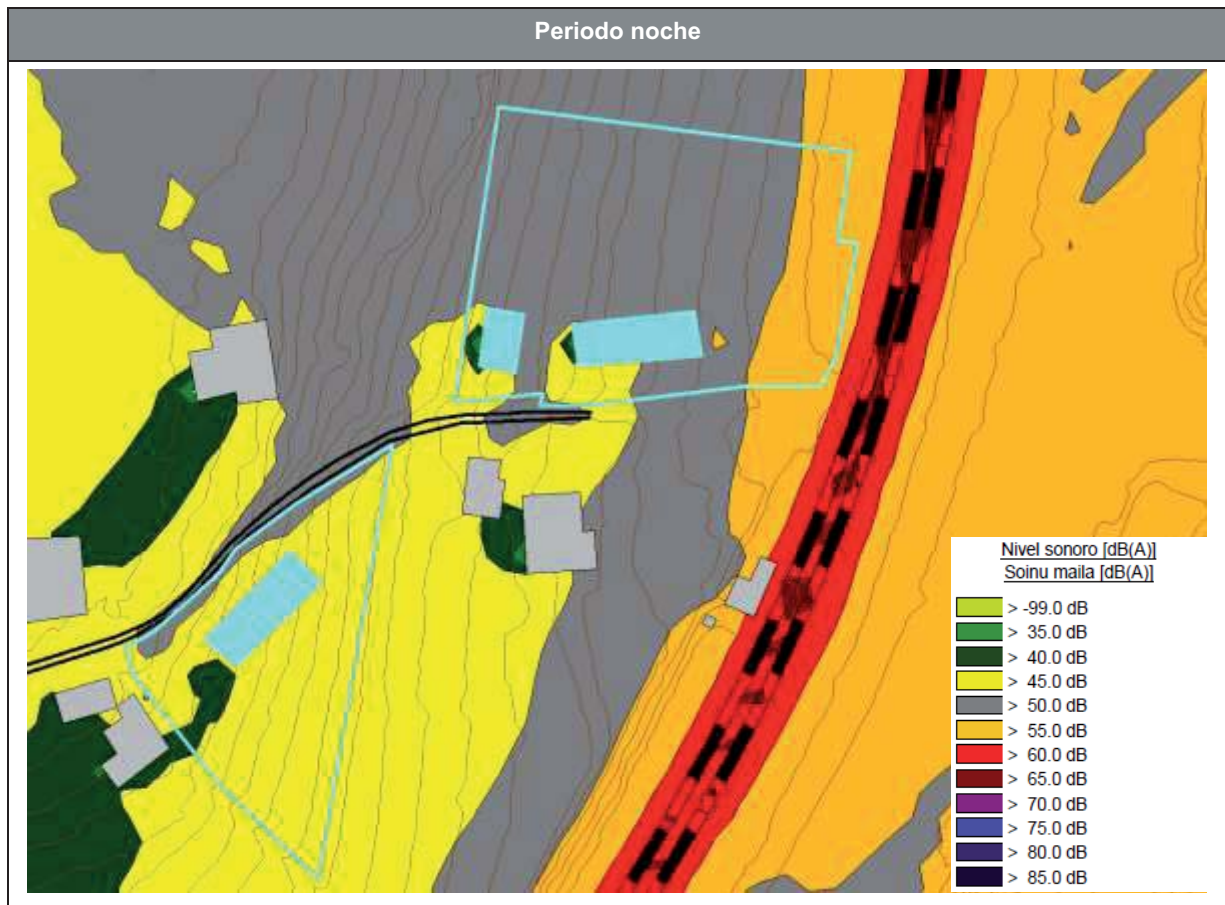 Periodo noche
Nivel sonoro [dB(A)]
Soinu maila [dB(A)]
> -99.0 dB
> 35.0 dB
> 40.0 dB
> 45.0 dB
> 50.0 dB
> 55.0 dB
> 60.0 dB
> 65.0 dB
> 70.0 dB
> 75.0 dB
> 80.0 dB
> 85.0 dB